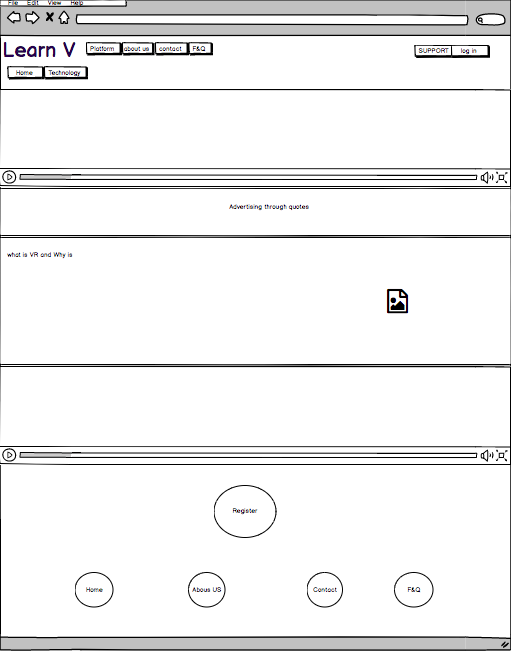 File Edit View Help
Learn V Platform about us contact F&Q SUPPORT log in
Home Technology
Advertising through quotes
what is VR and Why is
Register
Home Abous US Contact F&Q